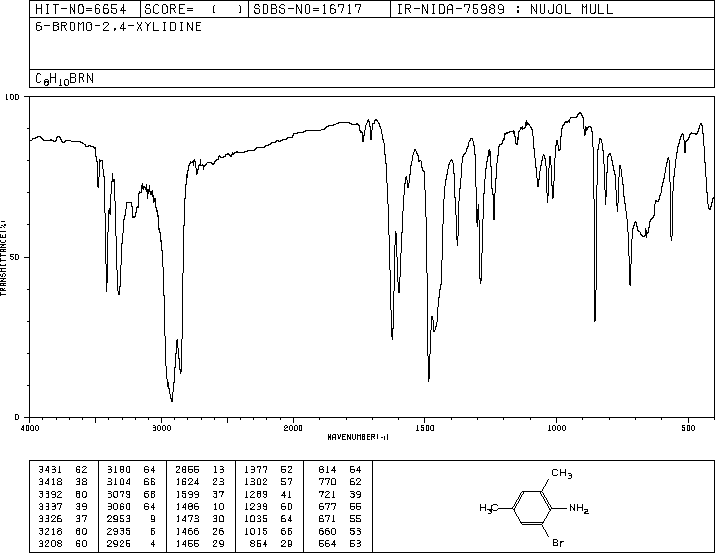 HIT-NO=6654 SCORE= ( ) SDBS-NO=16717 IR-NIDA-75989 : NUJOL MULL
6-BROMO-2,4-XYLIDINE
C8H10BRN
100
50
0
TRANSMITTANCE(%)
4000 3000 2000 1500 1000 500
WAVENUMBER(-1)
3431 62 3180 64 2866 13 1377 52 814 64
3418 38 3104 66 1624 23 1302 57 770 62
3392 60 3079 68 1599 37 1289 41 721 39
3337 39 3060 64 1486 10 1239 60 677 55
3326 37 2953 9 1473 30 1035 64 671 55
3216 60 2935 5 1466 26 1015 66 660 53
3208 60 2925 4 1455 29 854 29 564 53
CH3
H3C
NH2
Br